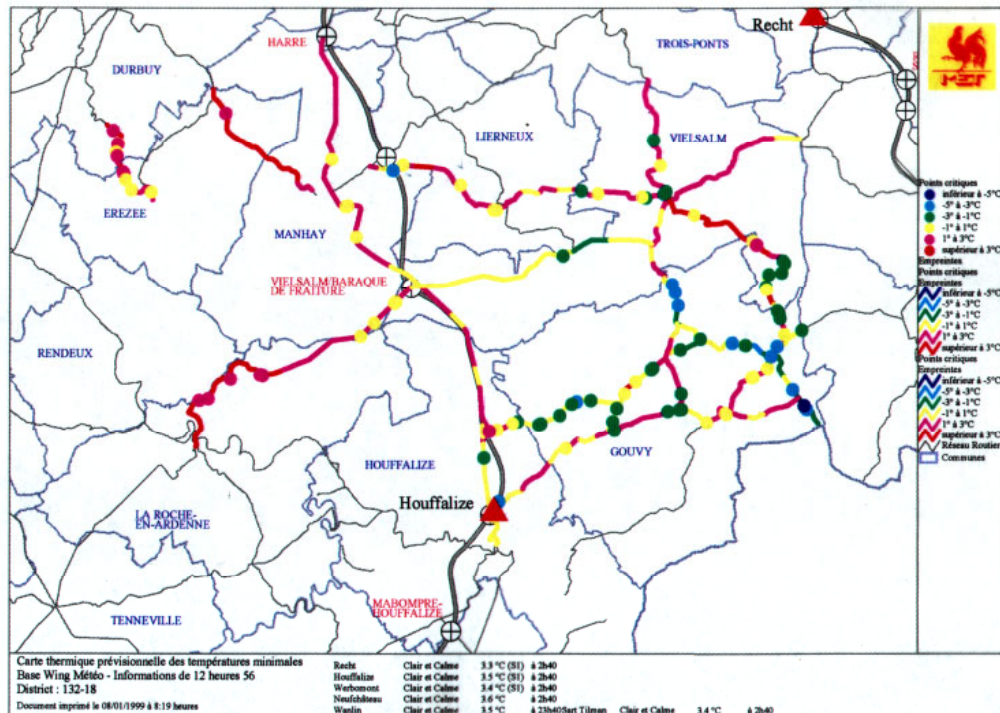 Recht
HARRE
TROIS-PONTS
DURBUY
MET
LIERNEUX
VIELSALM
EREZEE
MANHAY
VIELSALM/BARAQUE
DE FRAITURE
RENDEUX
HOUFFALIZE
GOUVY
Houffalize
LA ROCHE-
EN-ARDENNE
MABOMPRE-
HOUFFALIZE
TENNEVILLE
Points critiques
inférieur à -5°C
-5° à -3°C
-3° à -1°C
-1° à 1°C
1° à 3°C
supérieur à 3°C
Empreintes
Points critiques
Empreintes
inférieur à -5°C
-5° à -3°C
-3° à -1°C
-1° à 1°C
1° à 3°C
supérieur à 3°C
Points critiques
Empreintes
inférieur à -5°C
-5° à -3°C
-3° à -1°C
-1° à 1°C
1° à 3°C
supérieur à 3°C
Réseau Routier
Communes
Carte thermique prévisionnelle des températures minimales
Base Wing Météo - Informations de 12 heures 56
District : 132-18
Document imprimé le 08/01/1999 à 8:19 heures
Recht Clair et Calme 3.3 °C (SI) à 2h40
Houffalize Clair et Calme 3.5 °C (SI) à 2h40
Werbomont Clair et Calme 3.4 °C (SI) à 2h40
Neufchâteau Clair et Calme 3.6 °C à 2h40
Wanlin Clair et Calme 3.5 °C à 23h40 Sart Tilman Clair et Calme 3.4 °C à 2h40